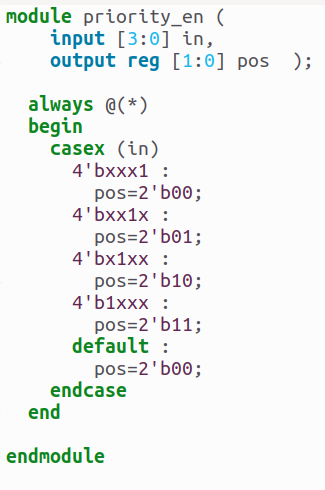 module priority_en (
    input [3:0] in,
    output reg [1:0] pos  );

  always @(*)
  begin
    casex (in)
      4'bxxx1 :
        pos=2'b00;
      4'bxx1x :
        pos=2'b01;
      4'bx1xx :
        pos=2'b10;
      4'b1xxx :
        pos=2'b11;
      default :
        pos=2'b00;
    endcase
  end

endmodule